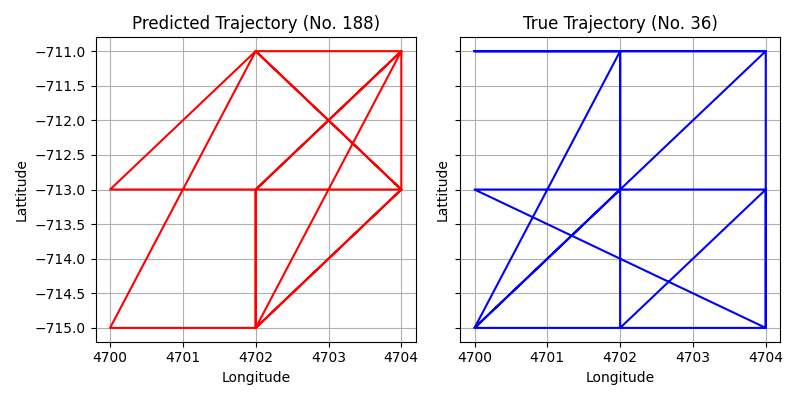 Predicted Trajectory (No. 188)
True Trajectory (No. 36)
Lattitude
−711.0
−711.5
−712.0
−712.5
−713.0
−713.5
−714.0
−714.5
−715.0
4700 4701 4702 4703 4704
Longitude
Lattitude
4700 4701 4702 4703 4704
Longitude